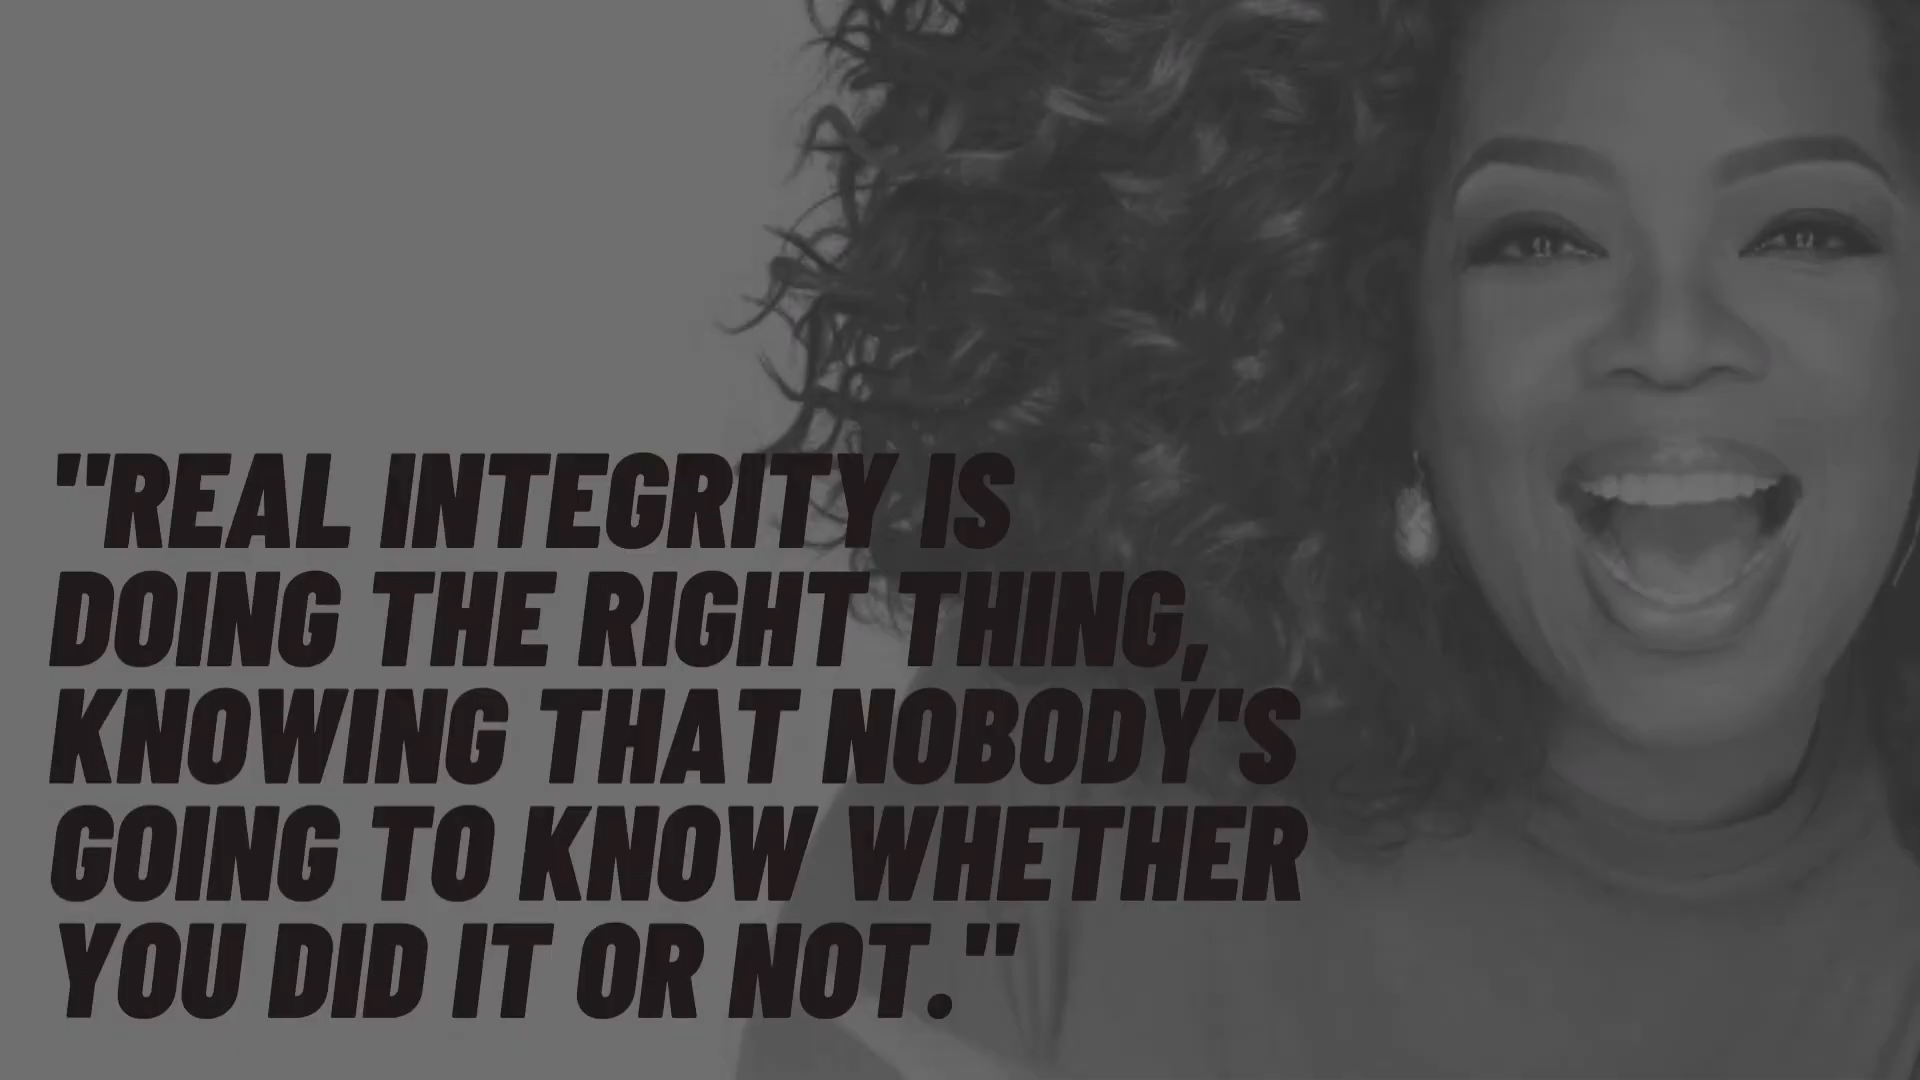 "REAL INTEGRITY IS
DOING THE RIGHT THING,
KNOWING THAT NOBODY'S
GOING TO KNOW WHETHER
YOU DID IT OR NOT."